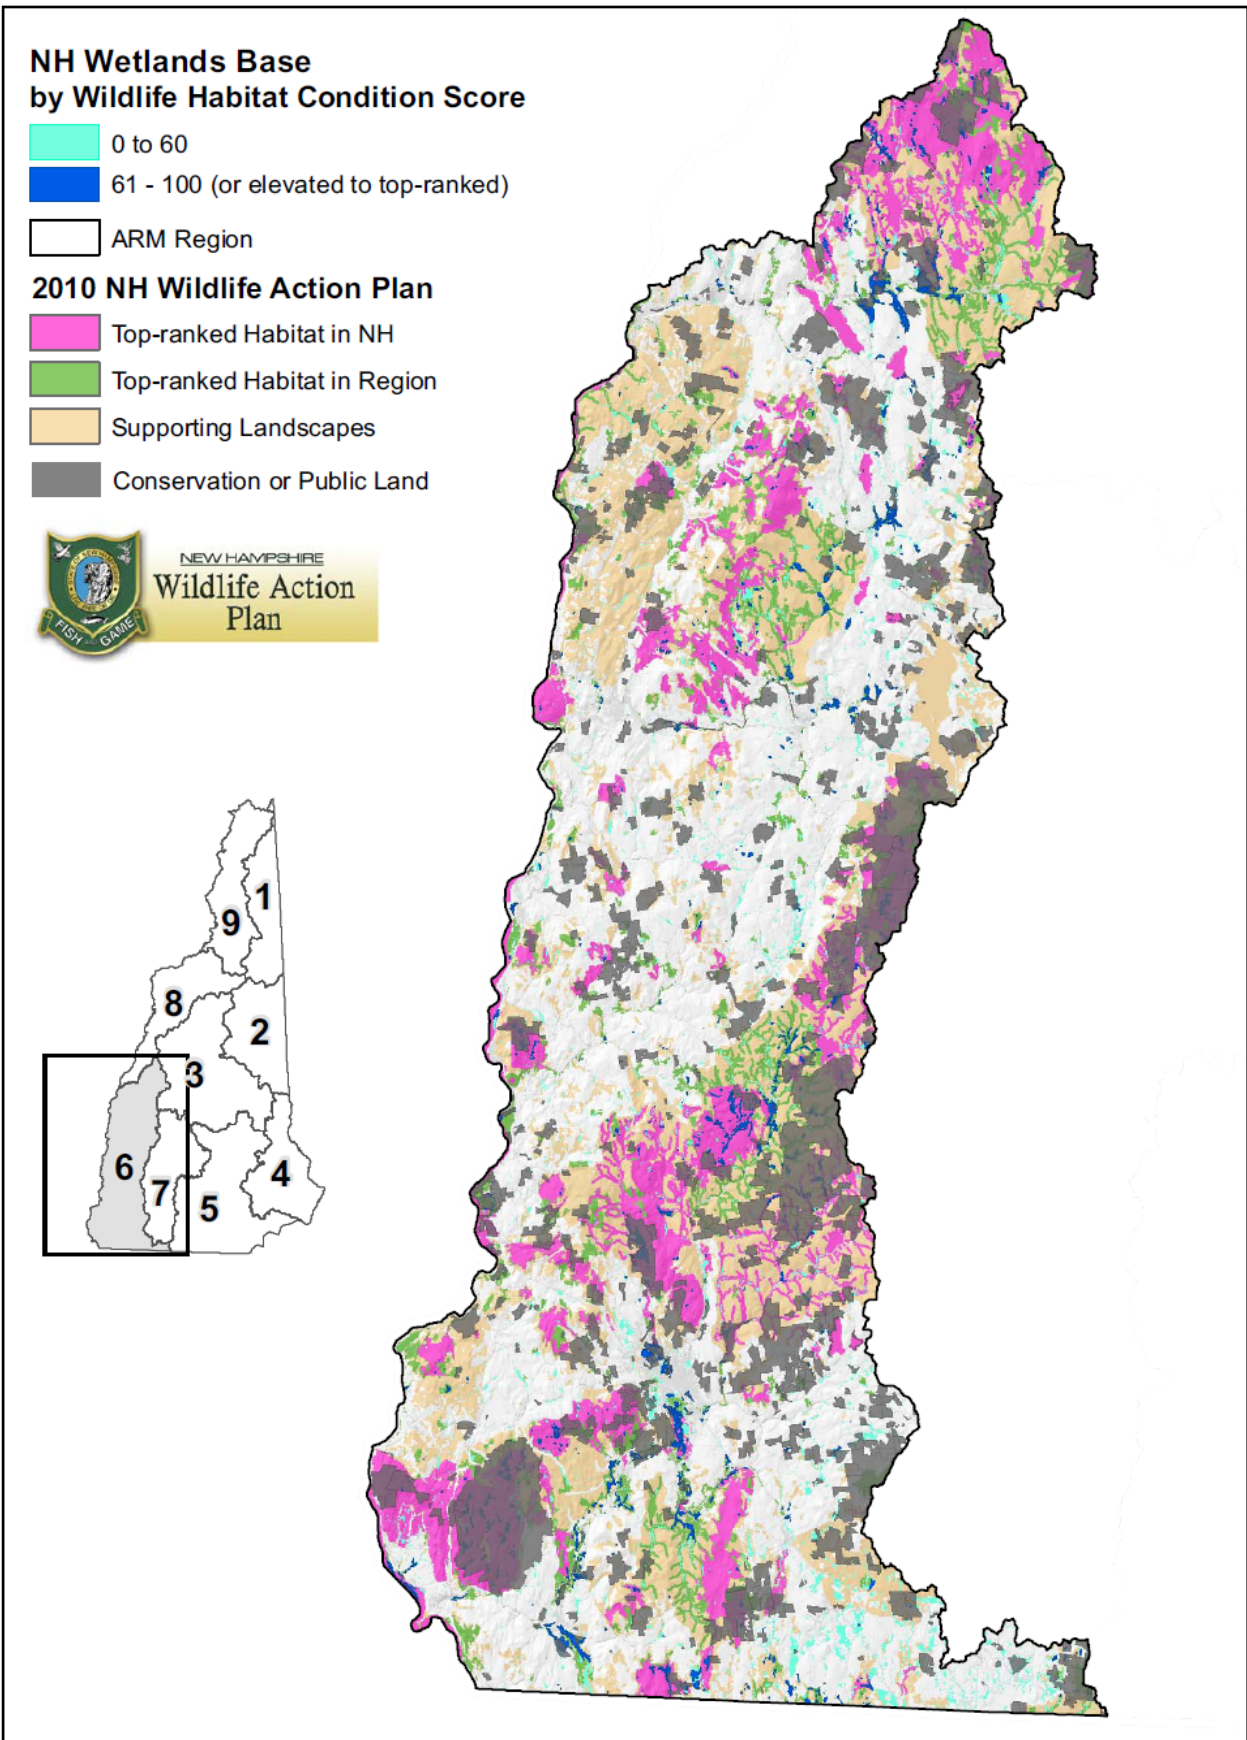 NH Wetlands Base
by Wildlife Habitat Condition Score
0 to 60
61 - 100 (or elevated to top-ranked)
ARM Region
2010 NH Wildlife Action Plan
Top-ranked Habitat in NH
Top-ranked Habitat in Region
Supporting Landscapes
Conservation or Public Land
NEW HAMPSHIRE
Wildlife Action
Plan
FISH AND GAME
1
9
8
2
3
6
7
5
4